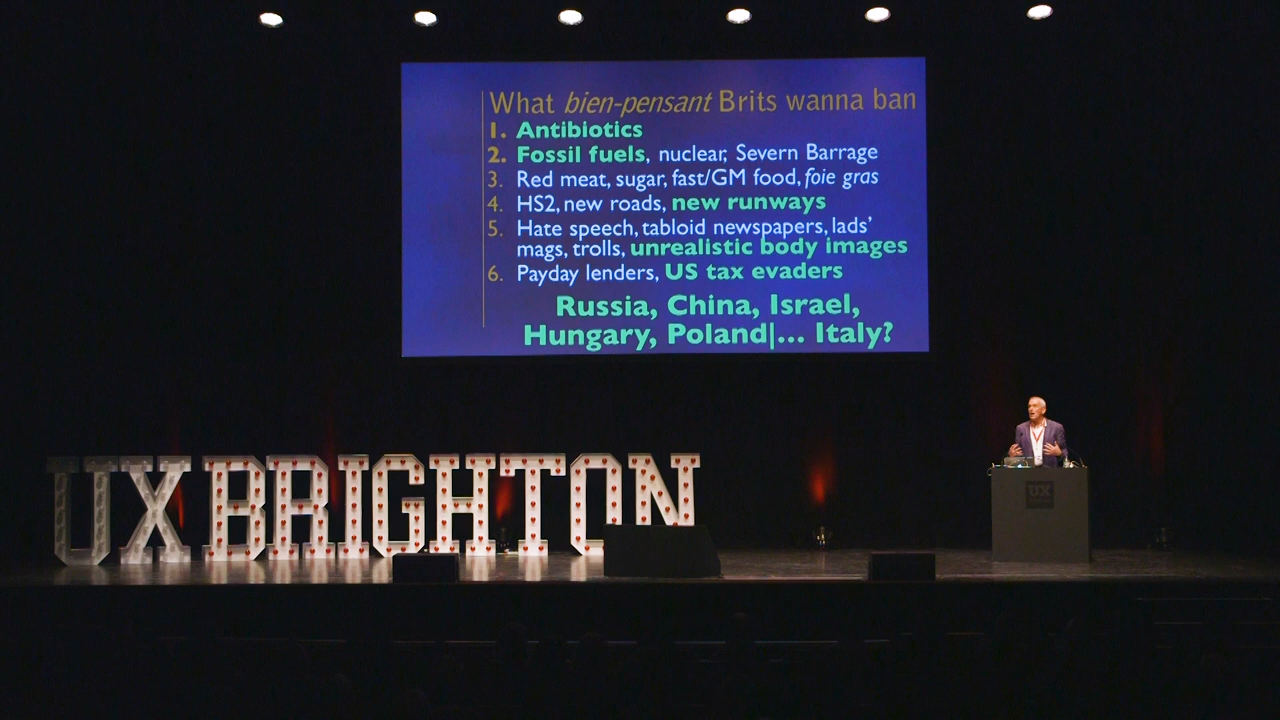 What bien-pensant Brits wanna ban
1. Antibiotics
2. Fossil fuels, nuclear, Severn Barrage
3. Red meat, sugar, fast/GM food, foie gras
4. HS2, new roads, new runways
5. Hate speech, tabloid newspapers, lads'
mags, trolls, unrealistic body images
6. Payday lenders, US tax evaders
Russia, China, Israel,
Hungary, Poland|... Italy?
UX BRIGHTON
UX